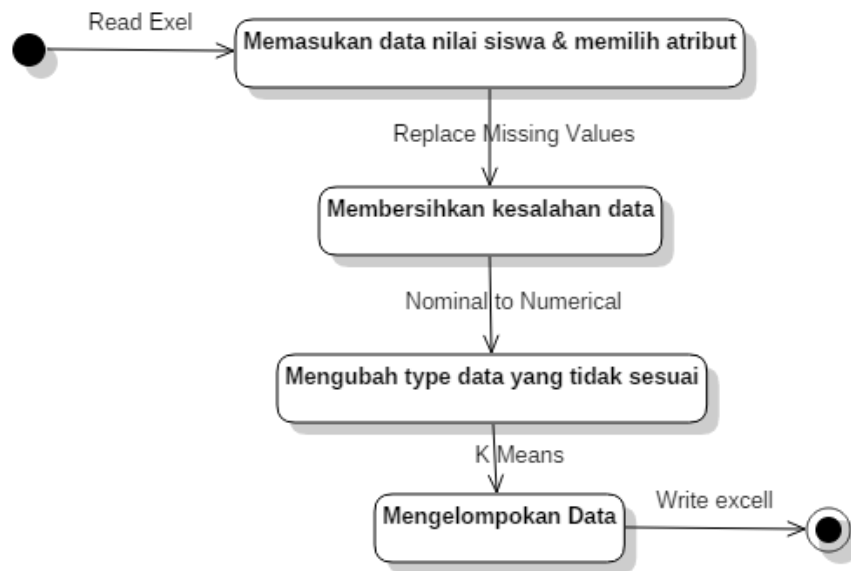 Read Exel
Memasukan data nilai siswa & memilih atribut
Replace Missing Values
Membersihkan kesalahan data
Nominal to Numerical
Mengubah type data yang tidak sesuai
K Means
Mengelompokan Data
Write excell